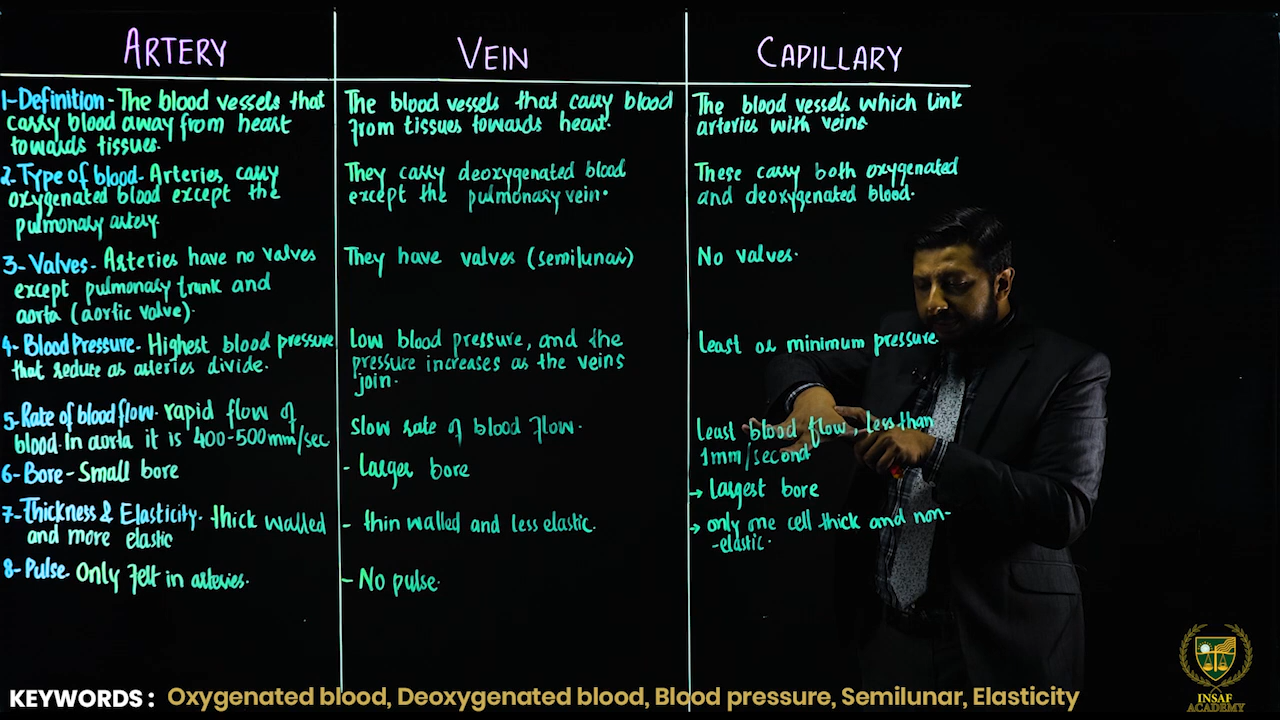 ARTERY
VEIN
CAPILLARY
1-Definition - The blood vessels that
carry blood away from heart
towards tissues.
The blood vessels that carry blood
from tissues towards heart.
The blood vessels which link
arteries with veins
2. Type of blood - Arteries carry
oxygenated blood except the
pulmonary artery.
They carry deoxygenated blood
except the pulmonary vein.
These carry both oxygenated
and deoxygenated blood.
3- Valves - Arteries have no valves
except pulmonary trunk and
aorta (aortic valve).
They have valves (semilunar)
No valves.
4- Blood Pressure - Highest blood pressure
that reduce as arteries divide.
Low blood pressure, and the
pressure increases as the veins
join.
Least or minimum pressure.
5-Rate of blood flow. rapid flow of
blood. In aorta it is 400-500mm/sec
Slow rate of blood flow.
Least blood flow, less than
1mm/second
6- Bore - Small bore
- Larger bore
→ Largest bore
7-Thickness & Elasticity. thick walled
and more elastic
- thin walled and less elastic.
→ only one cell thick and non-
-elastic.
8-Pulse. Only felt in arteries.
- No pulse.
KEYWORDS : Oxygenated blood, Deoxygenated blood, Blood pressure, Semilunar, Elasticity
INSAF
ACADEMY